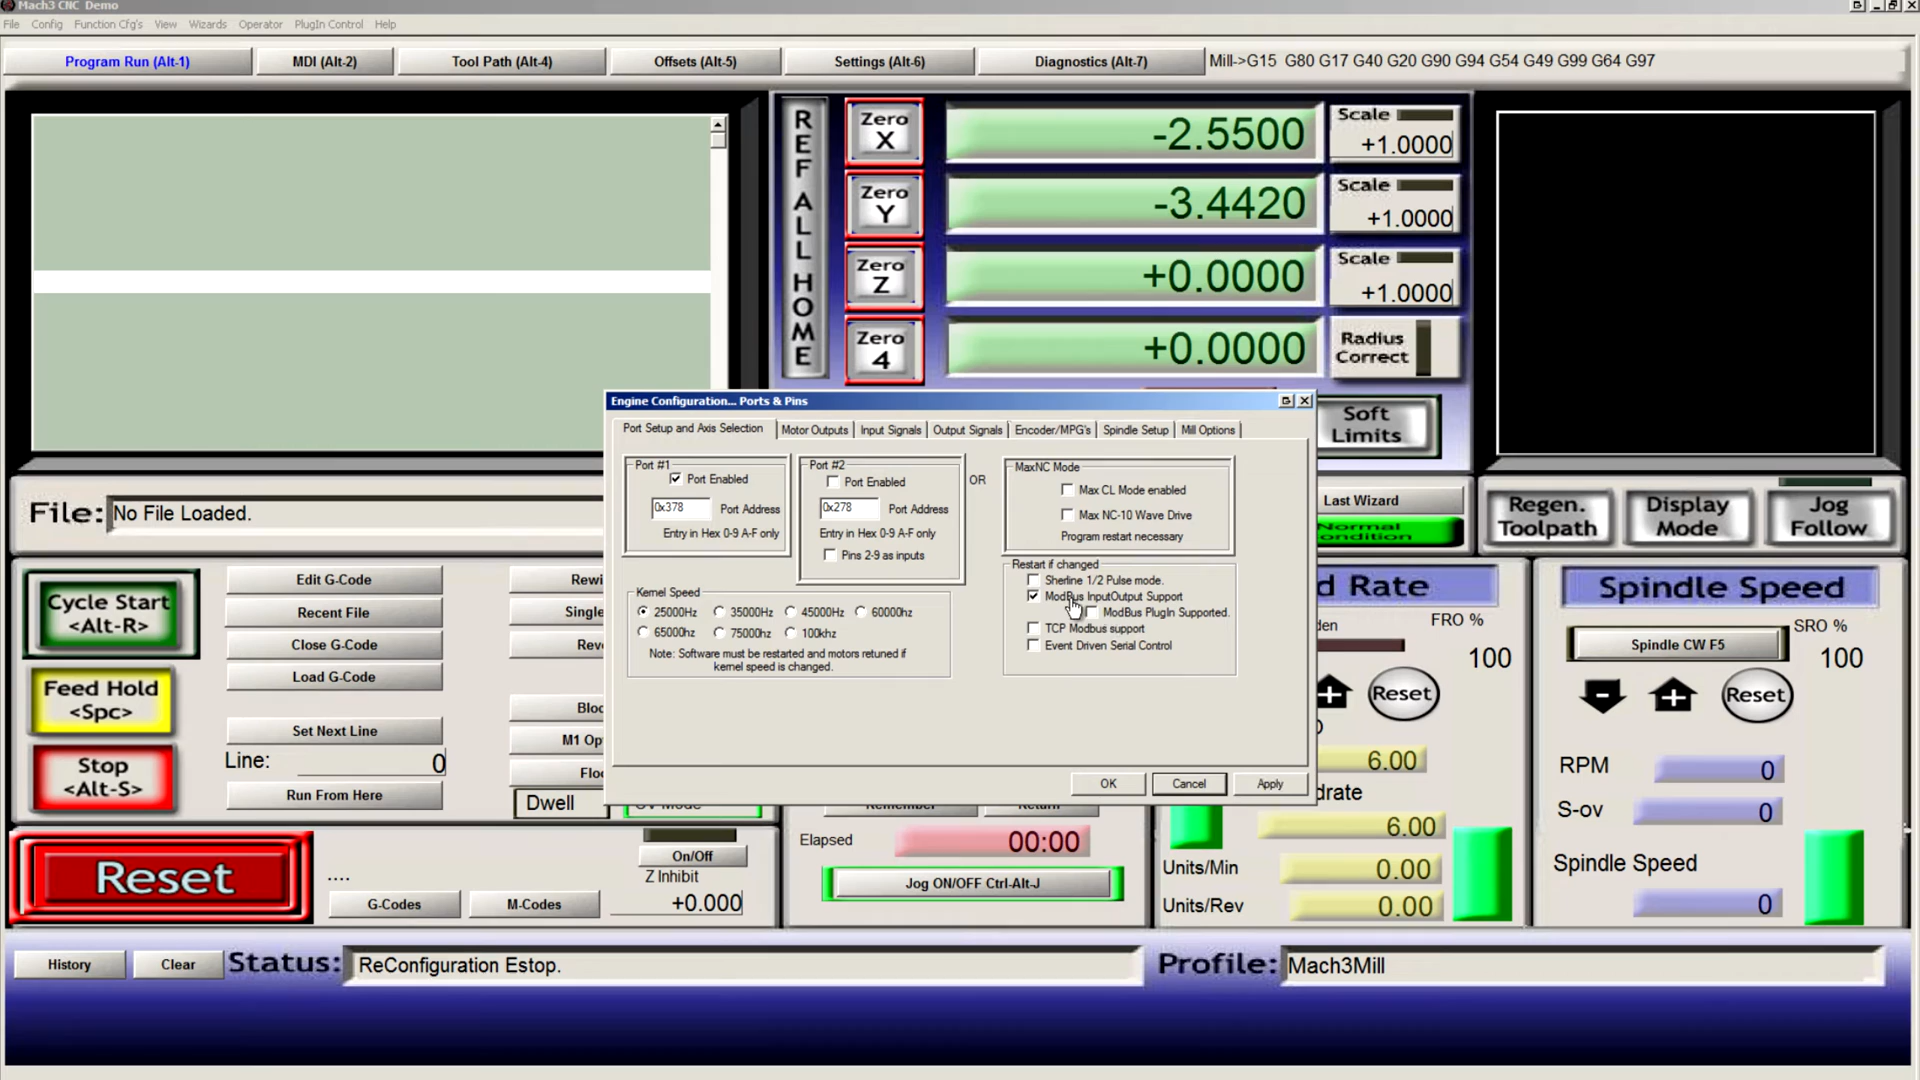 Mach3 CNC Demo
File Config Function Cfg's View Wizards Operator PlugIn Control Help
Program Run (Alt-1)
MDI (Alt-2)
Tool Path (Alt-4)
Offsets (Alt-5)
Settings (Alt-6)
Diagnostics (Alt-7)
Mill->G15 G80 G17 G40 G20 G90 G94 G54 G49 G99 G64 G97
REF ALL HOME
Zero X
-2.5500
Scale
+1.0000
Zero Y
-3.4420
Scale
+1.0000
Zero Z
+0.0000
Scale
+1.0000
Zero 4
+0.0000
Radius Correct
Soft Limits
Engine Configuration... Ports & Pins
Port Setup and Axis Selection
Motor Outputs
Input Signals
Output Signals
Encoder/MPG's
Spindle Setup
Mill Options
Port #1
Port Enabled
0x378
Port Address
Entry in Hex 0-9 A-F only
Port #2
Port Enabled
0x278
Port Address
Entry in Hex 0-9 A-F only
Pins 2-9 as inputs
OR
MaxNC Mode
Max CL Mode enabled
Max NC-10 Wave Drive
Program restart necessary
Restart if changed
Sherline 1/2 Pulse mode.
ModBus InputOutput Support
ModBus PlugIn Supported.
TCP Modbus support
Event Driven Serial Control
Kernel Speed
25000Hz
35000Hz
45000Hz
60000hz
65000hz
75000hz
100khz
Note: Software must be restarted and motors retuned if
kernel speed is changed.
OK
Cancel
Apply
File:
No File Loaded.
Last Wizard
Normal
Condition
Regen.
Toolpath
Display
Mode
Jog
Follow
Cycle Start
<Alt-R>
Feed Hold
<Spc>
Stop
<Alt-S>
Edit G-Code
Recent File
Close G-Code
Load G-Code
Set Next Line
Line:
0
Run From Here
Rewi
Single
Reve
Bloc
M1 Op
Floo
Dwell
Reset
....
G-Codes
M-Codes
On/Off
Z Inhibit
+0.000
Elapsed
00:00
Jog ON/OFF Ctrl-Alt-J
d Rate
FRO %
100
Reset
6.00
drate
6.00
Units/Min
0.00
Units/Rev
0.00
Spindle Speed
Spindle CW F5
SRO %
100
Reset
RPM
0
S-ov
0
Spindle Speed
0
History
Clear
Status:
ReConfiguration Estop.
Profile:
Mach3Mill